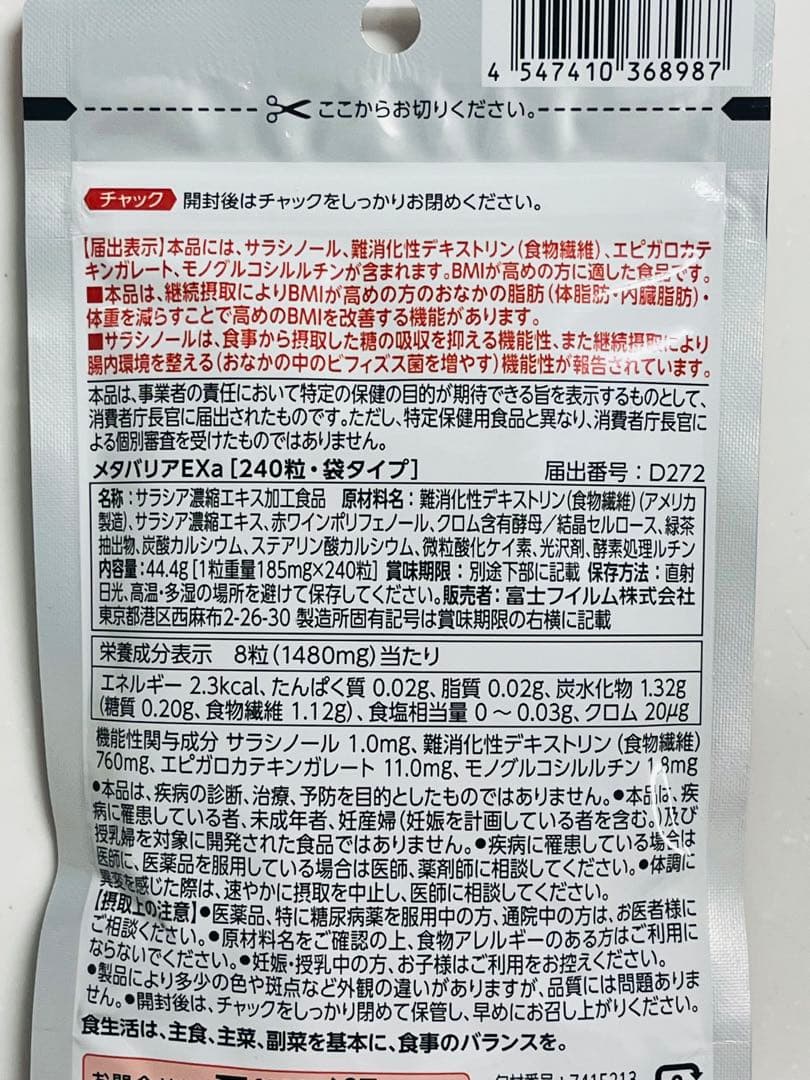 4 547410 368987
ここからお切りください。
チャック 開封後はチャックをしっかりお閉めください。
【届出表示】本品には、サラシノール、難消化性デキストリン(食物繊維)、エピガロカテ
キンガレート、モノグルコシルルチンが含まれます。BMIが高めの方に適した食品です。
■本品は、継続摂取によりBMIが高めの方のおなかの脂肪(体脂肪・内臓脂肪)・
体重を減らすことで高めのBMIを改善する機能があります。
■サラシノールは、食事から摂取した糖の吸収を抑える機能性、また継続摂取により
腸内環境を整える(おなかの中のビフィズス菌を増やす)機能性が報告されています。
本品は、事業者の責任において特定の保健の目的が期待できる旨を表示するものとして、
消費者庁長官に届出されたものです。ただし、特定保健用食品と異なり、消費者庁長官に
よる個別審査を受けたものではありません。
メタバリアEXa[240粒・袋タイプ] 届出番号:D272
名称:サラシア濃縮エキス加工食品 原材料名:難消化性デキストリン(食物繊維)(アメリカ
製造)、サラシア濃縮エキス、赤ワインポリフェノール、クロム含有酵母/結晶セルロース、緑茶
抽出物、炭酸カルシウム、ステアリン酸カルシウム、微粒酸化ケイ素、光沢剤、酵素処理ルチン
内容量:44.4g[1粒重量185mg×240粒] 賞味期限:別途下部に記載 保存方法:直射
日光、高温・多湿の場所を避けて保存してください。販売者:富士フイルム株式会社
東京都港区西麻布2-26-30 製造所固有記号は賞味期限の右横に記載
栄養成分表示 8粒(1480mg)当たり
エネルギー 2.3kcal、たんぱく質 0.02g、脂質 0.02g、炭水化物 1.32g
(糖質 0.20g、食物繊維 1.12g)、食塩相当量 0~0.03g、クロム 20μg
機能性関与成分 サラシノール 1.0mg、難消化性デキストリン(食物繊維)
760mg、エピガロカテキンガレート 11.0mg、モノグルコシルルチン 1.8mg
●本品は、疾病の診断、治療、予防を目的としたものではありません。●本品は、疾
病に罹患している者、未成年者、妊産婦(妊娠を計画している者を含む。)及び
授乳婦を対象に開発された食品ではありません。●疾病に罹患している場合は
医師に、医薬品を服用している場合は医師、薬剤師に相談してください。●体調に
異変を感じた際は、速やかに摂取を中止し、医師に相談してください。
【摂取上の注意】●医薬品、特に糖尿病薬を服用中の方、通院中の方は、お医者様に
ご相談ください。●原材料名をご確認の上、食物アレルギーのある方はご利用に
ならないでください。●妊娠・授乳中の方、お子様はご利用をお控えください。
●製品により多少の色や斑点など外観の違いがありますが、品質には問題ありま
せん。●開封後は、チャックをしっかり閉めて保管し、早めにお召し上がりください。
食生活は、主食、主菜、副菜を基本に、食事のバランスを。